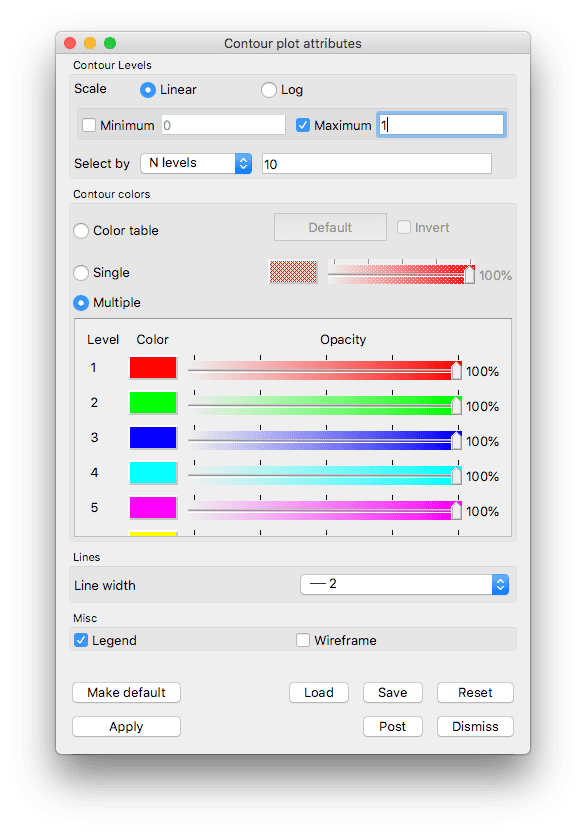 Contour plot attributes
Contour Levels
Scale Linear Log
Minimum 0 Maximum 1
Select by N levels 10
Contour colors
Color table Default Invert
Single 100%
Multiple
Level Color Opacity
1 100%
2 100%
3 100%
4 100%
5 100%
Lines
Line width 2
Misc
Legend Wireframe
Make default Load Save Reset
Apply Post Dismiss